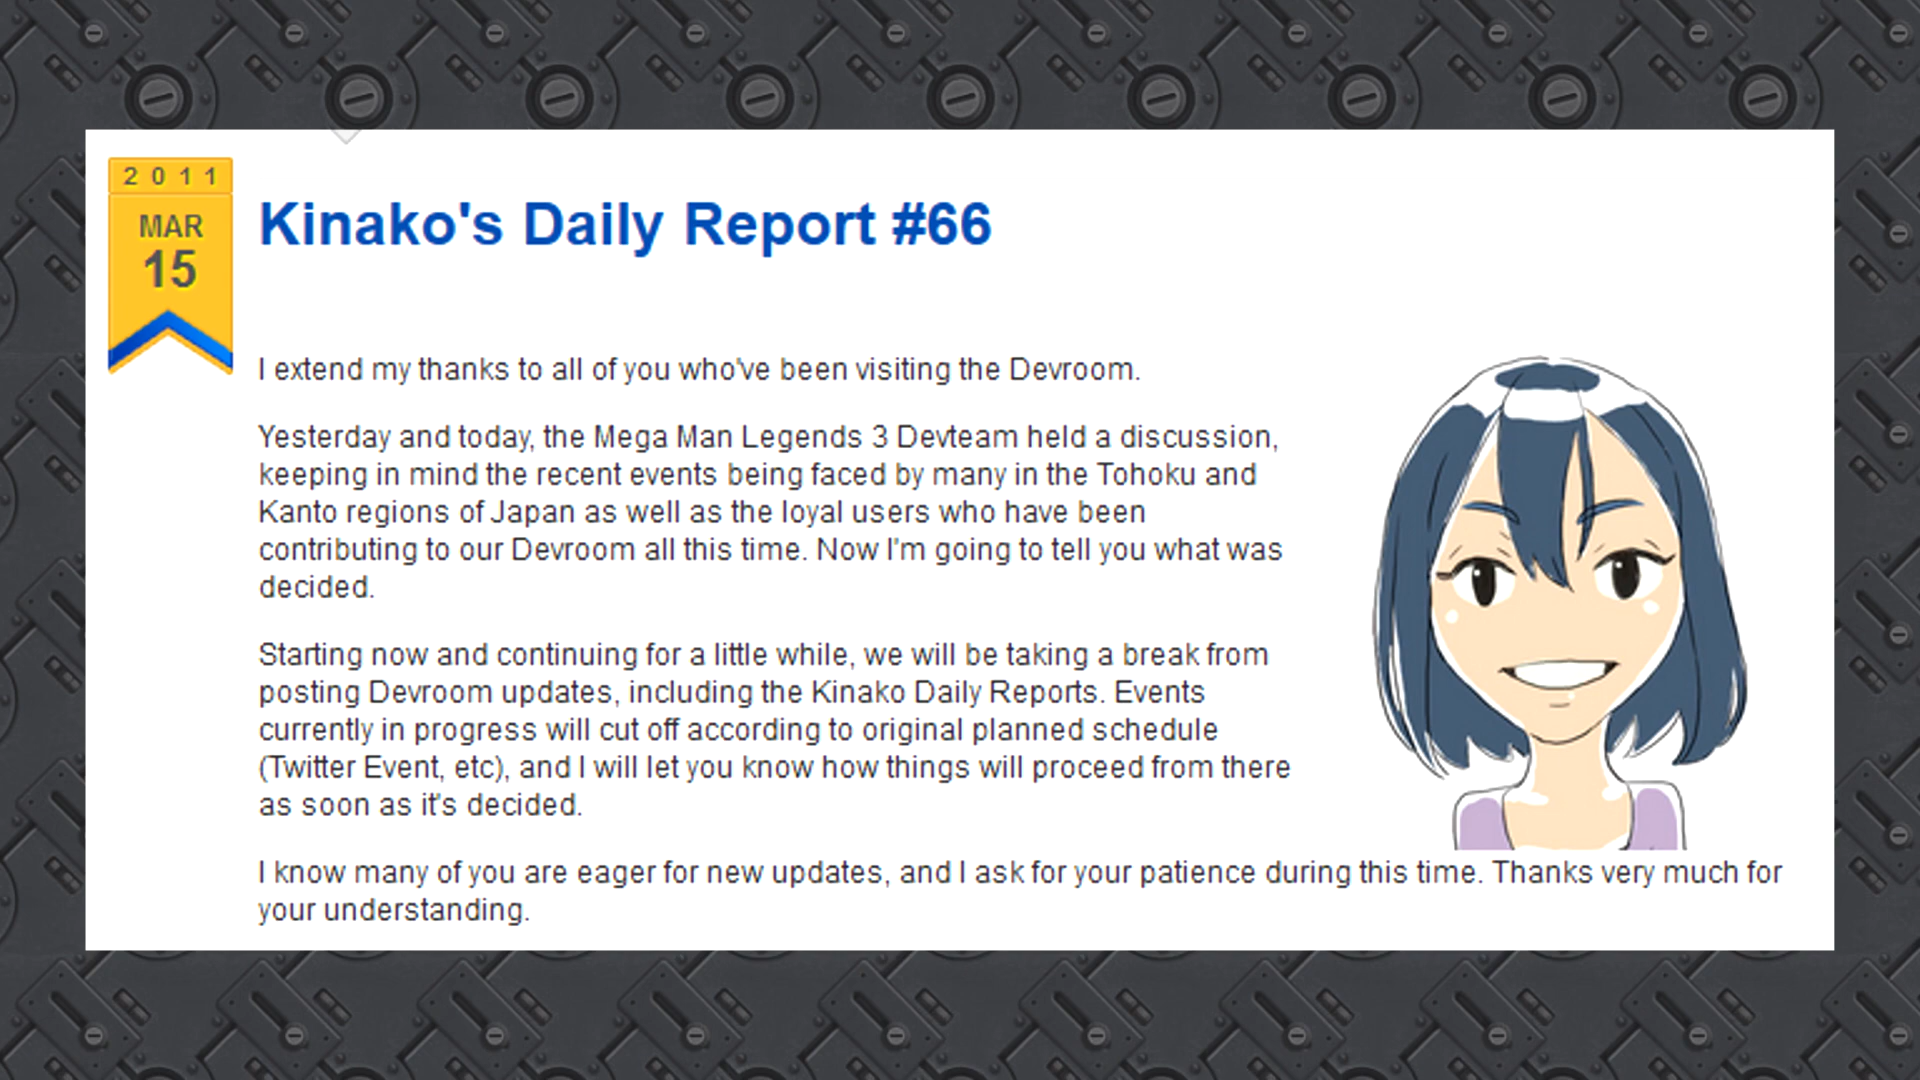 2011
MAR
15
Kinako's Daily Report #66
I extend my thanks to all of you who've been visiting the Devroom.
Yesterday and today, the Mega Man Legends 3 Devteam held a discussion,
keeping in mind the recent events being faced by many in the Tohoku and
Kanto regions of Japan as well as the loyal users who have been
contributing to our Devroom all this time. Now I'm going to tell you what was
decided.
Starting now and continuing for a little while, we will be taking a break from
posting Devroom updates, including the Kinako Daily Reports. Events
currently in progress will cut off according to original planned schedule
(Twitter Event, etc), and I will let you know how things will proceed from there
as soon as it's decided.
I know many of you are eager for new updates, and I ask for your patience during this time. Thanks very much for
your understanding.